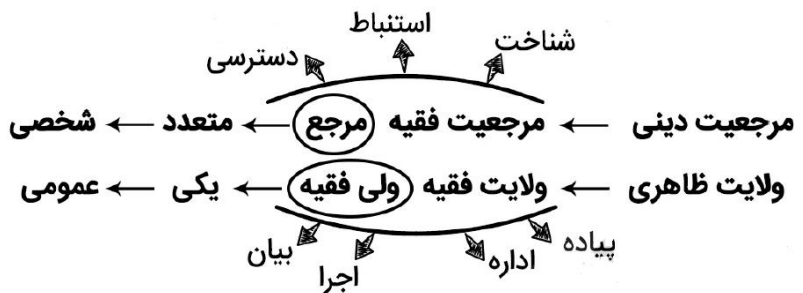 استنباط
شناخت
دسترسی
مرجعیت دینی ← مرجعیت فقیه مرجع ← متعدد ← شخصی
ولایت ظاهری ← ولایت فقیه ولی فقیه ← یکی ← عمومی
پیاده
اداره
اجرا
بیان